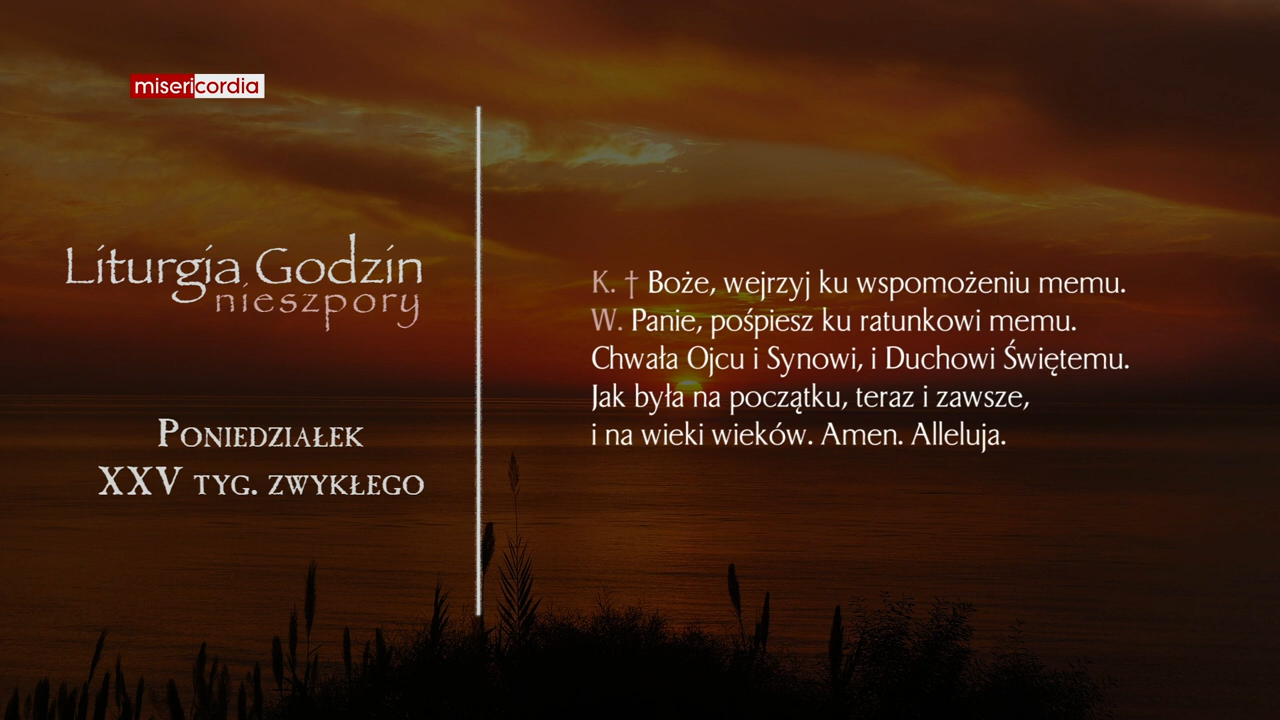 misericordia
Liturgia Godzin
nieszpory
Poniedziałek
XXV tyg. zwykłego
K. † Boże, wejrzyj ku wspomożeniu memu.
W. Panie, pośpiesz ku ratunkowi memu.
Chwała Ojcu i Synowi, i Duchowi Świętemu.
Jak była na początku, teraz i zawsze,
i na wieki wieków. Amen. Alleluja.